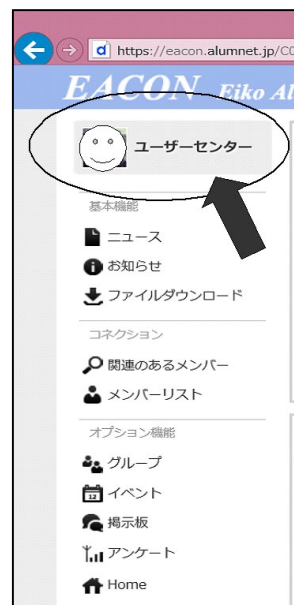 https://eacon.alumnet.jp/C
EACON Eiko Al
ユーザーセンター
基本機能
ニュース
お知らせ
ファイルダウンロード
コネクション
関連のあるメンバー
メンバーリスト
オプション機能
グループ
イベント
12
掲示板
アンケート
Home